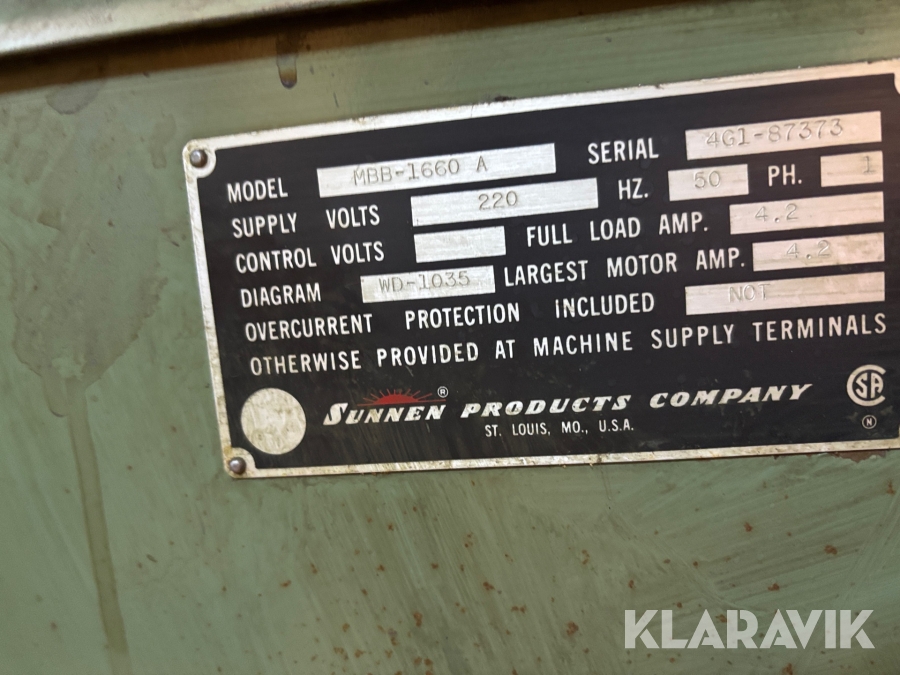 MODEL MBB-1660 A SERIAL 4G1-87373
SUPPLY VOLTS 220 HZ. 50 PH. 1
CONTROL VOLTS FULL LOAD AMP. 4.2
DIAGRAM WD-1035 LARGEST MOTOR AMP. 4.2
OVERCURRENT PROTECTION INCLUDED NOT
OTHERWISE PROVIDED AT MACHINE SUPPLY TERMINALS
SUNNEN ® PRODUCTS COMPANY
ST. LOUIS, MO., U.S.A.
SA
N
KLARAVIK